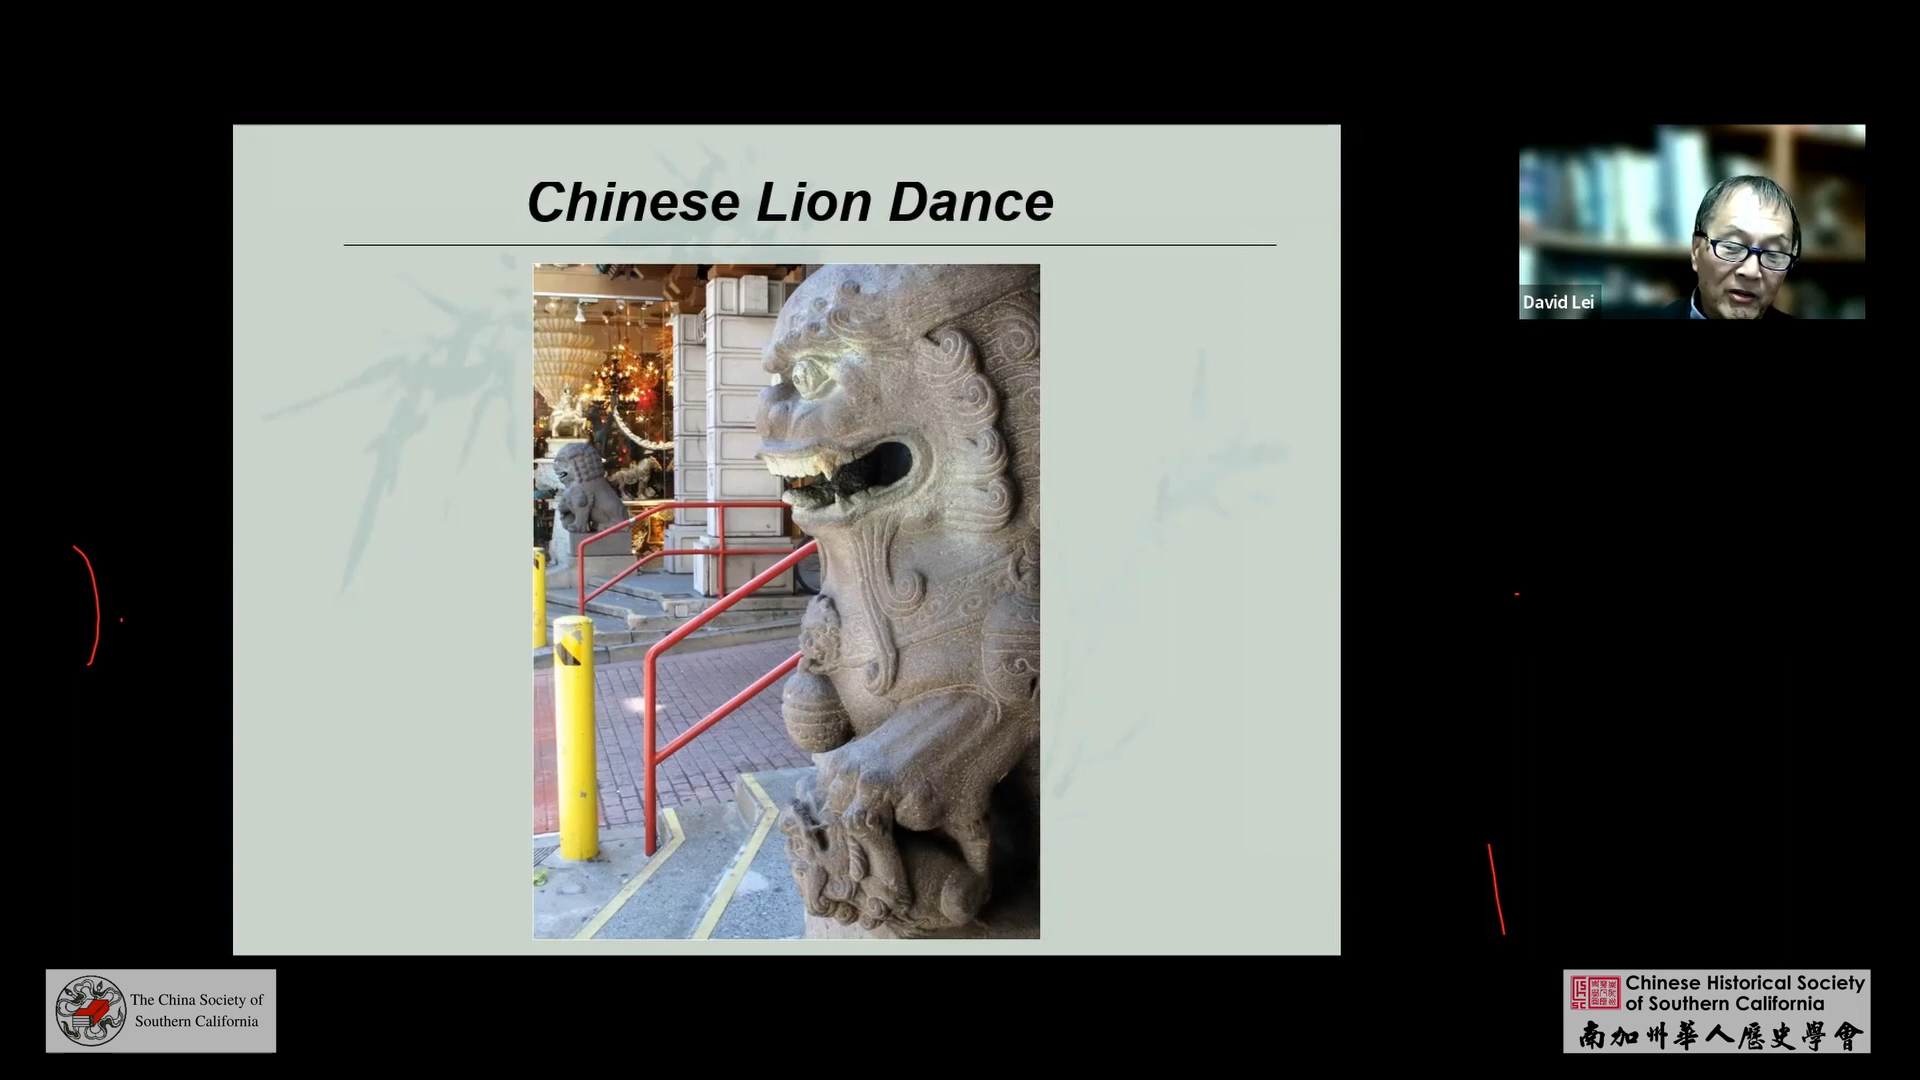 Chinese Lion Dance
David Lei
The China Society of
Southern California
Chinese Historical Society
of Southern California
南加州華人歷史學會